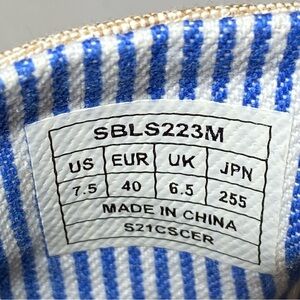 SBLS223M
US EUR UK JPN
7.5 40 6.5 255
MADE IN CHINA
S21CSCER